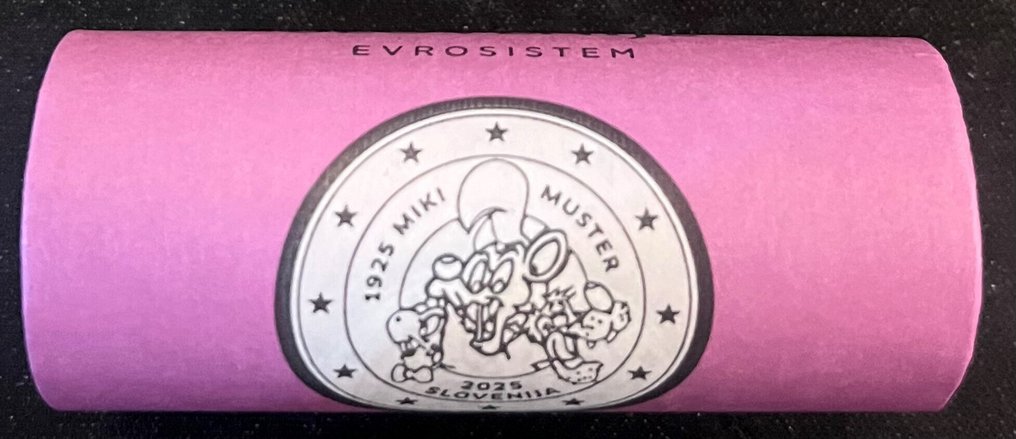 EVROSISTEM
1925 MIKI MUSTER
2025
SLOVENIJA